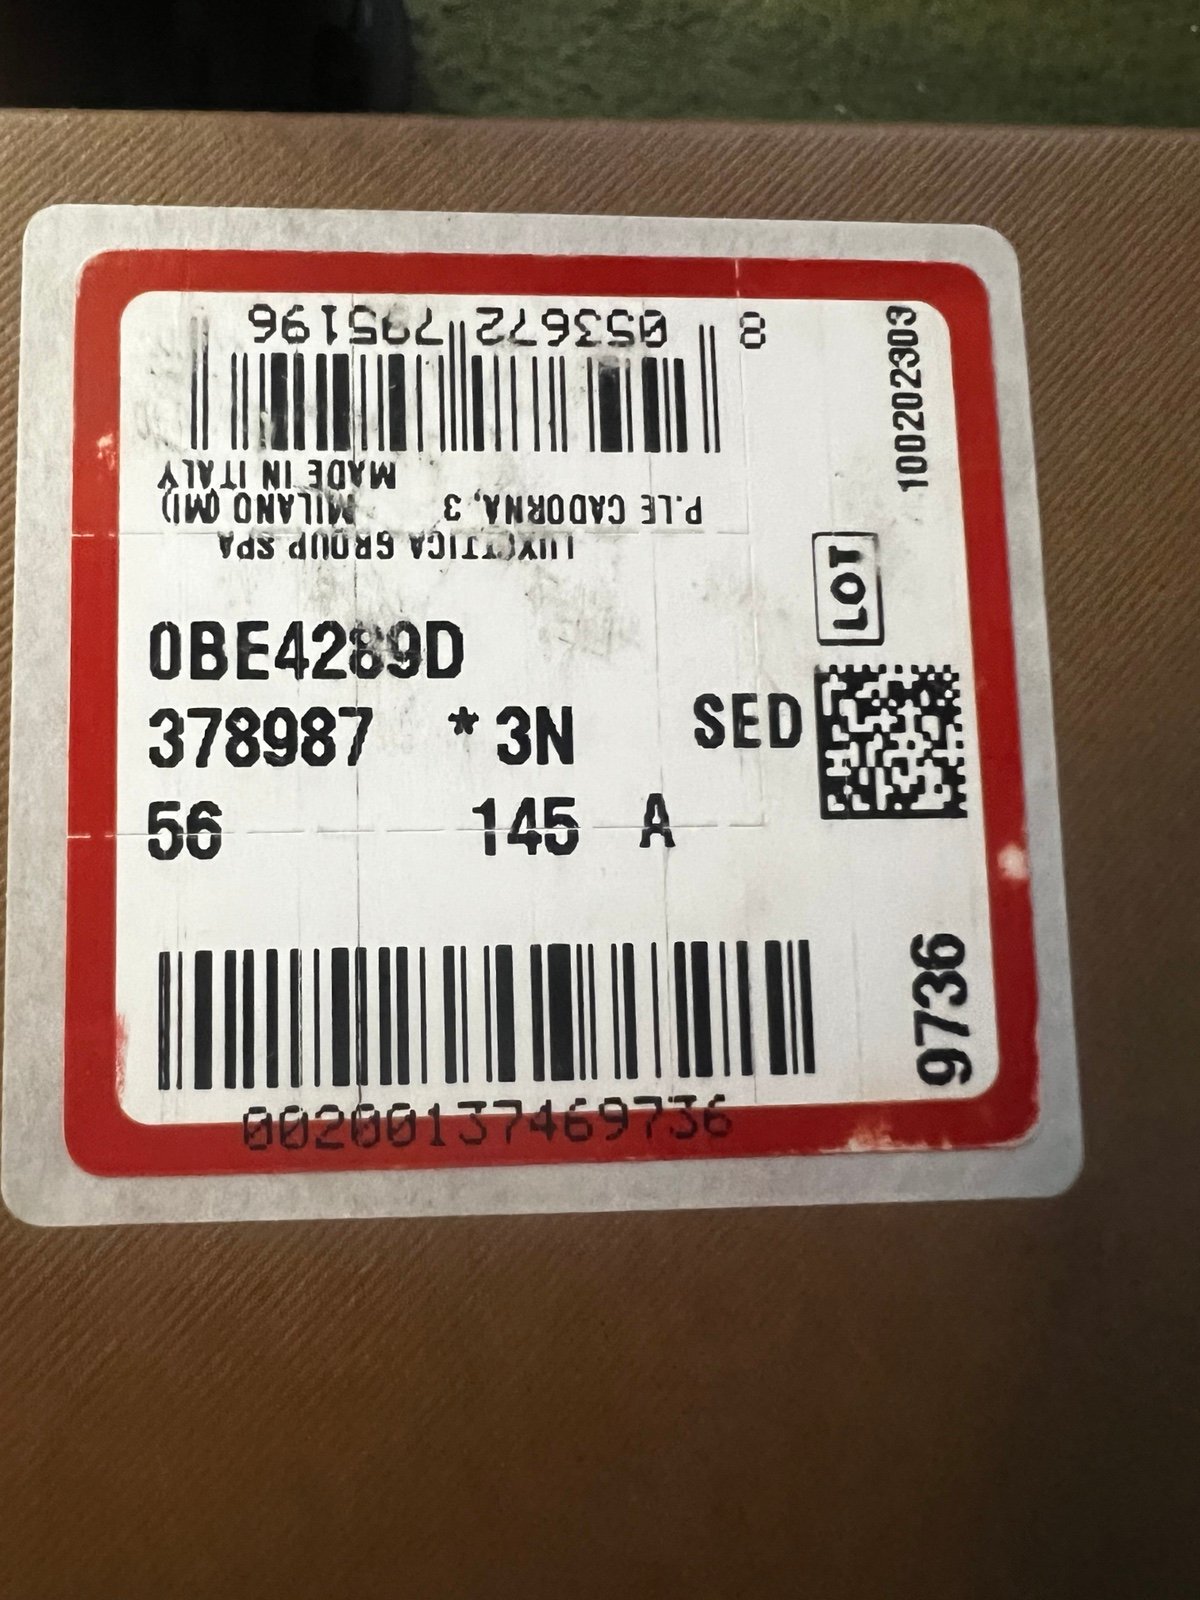 LUXOTTICA GROUP SPA
P.LE CADORNA, 3 MILANO (MI)
MADE IN ITALY
8 053672 795196
100202303
LOT
0BE4289D
378987 * 3N SED
56 145 A
9736
00200137469736